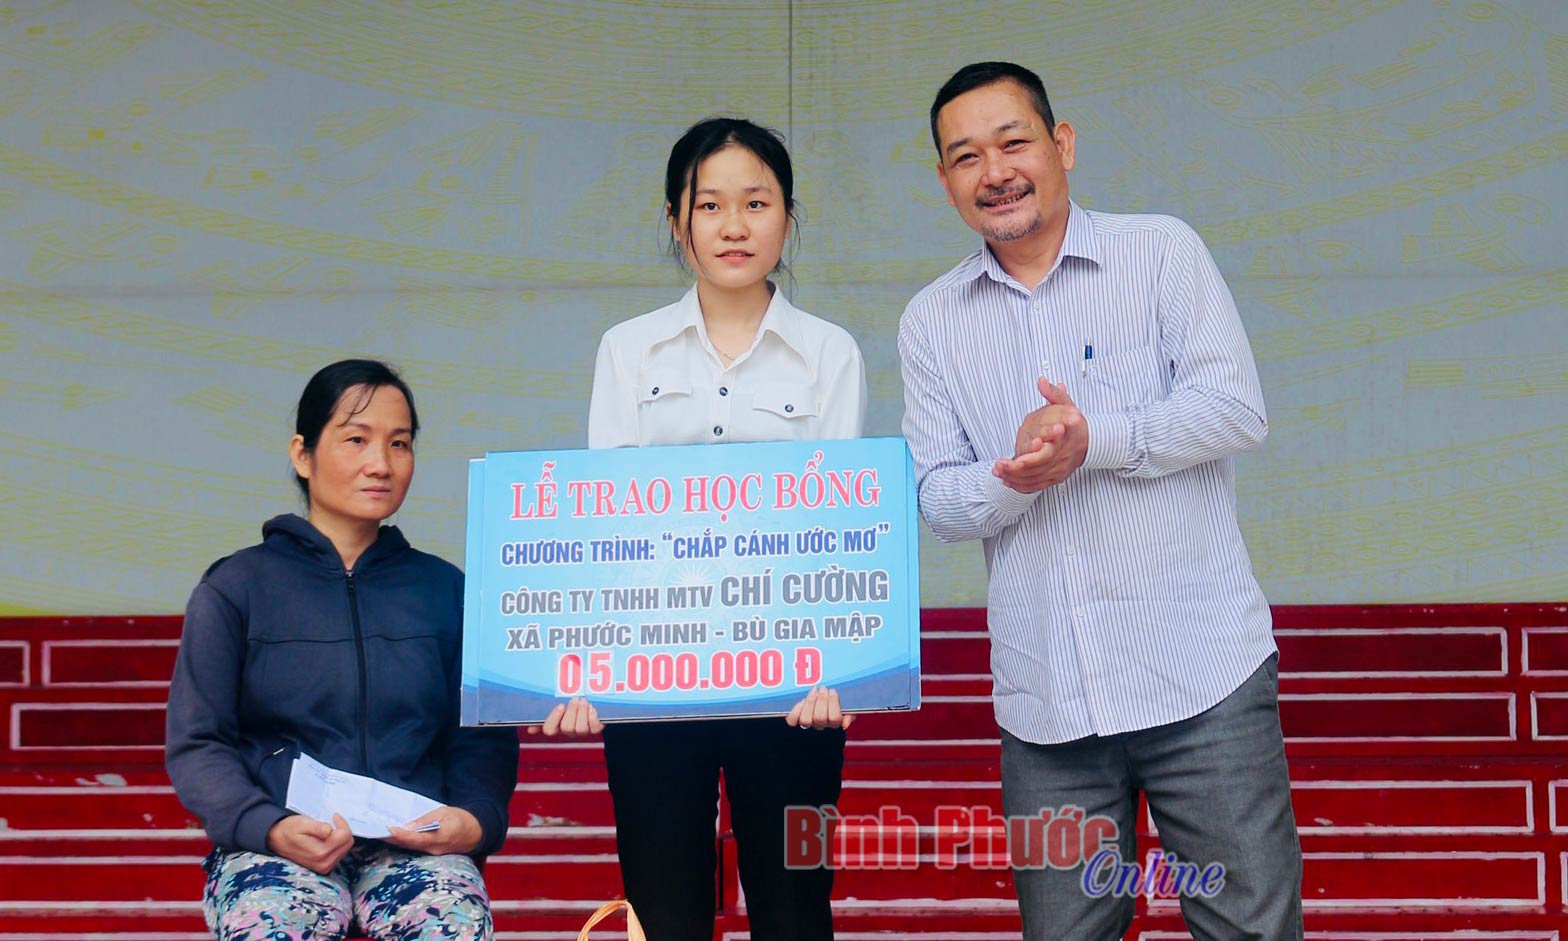 LỄ TRAO HỌC BỔNG
CHƯƠNG TRÌNH: “CHẮP CÁNH ƯỚC MƠ”
CÔNG TY TNHH MTV CHÍ CƯỜNG
XÃ PHƯỚC MINH - BÙ GIA MẬP
05.000.000 Đ
Bình Phước
Online